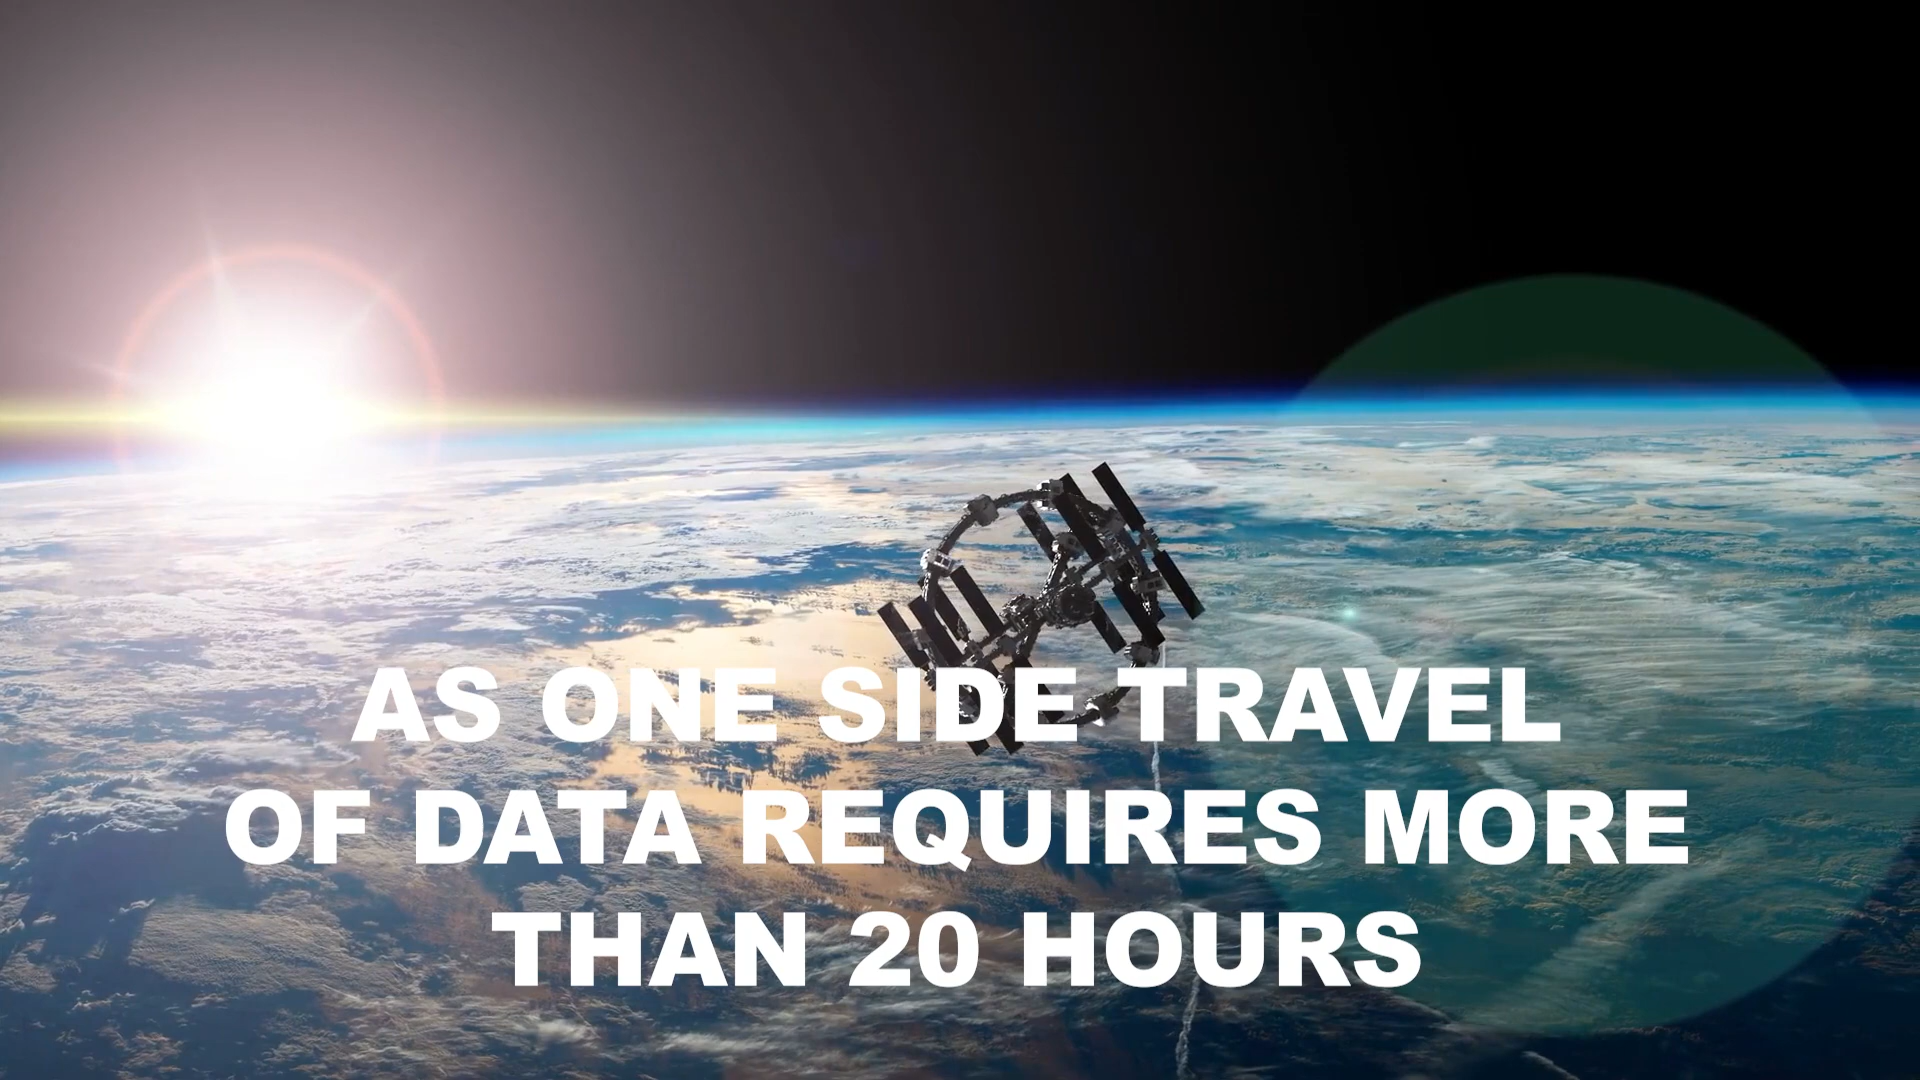 AS ONE SIDE TRAVEL
OF DATA REQUIRES MORE
THAN 20 HOURS